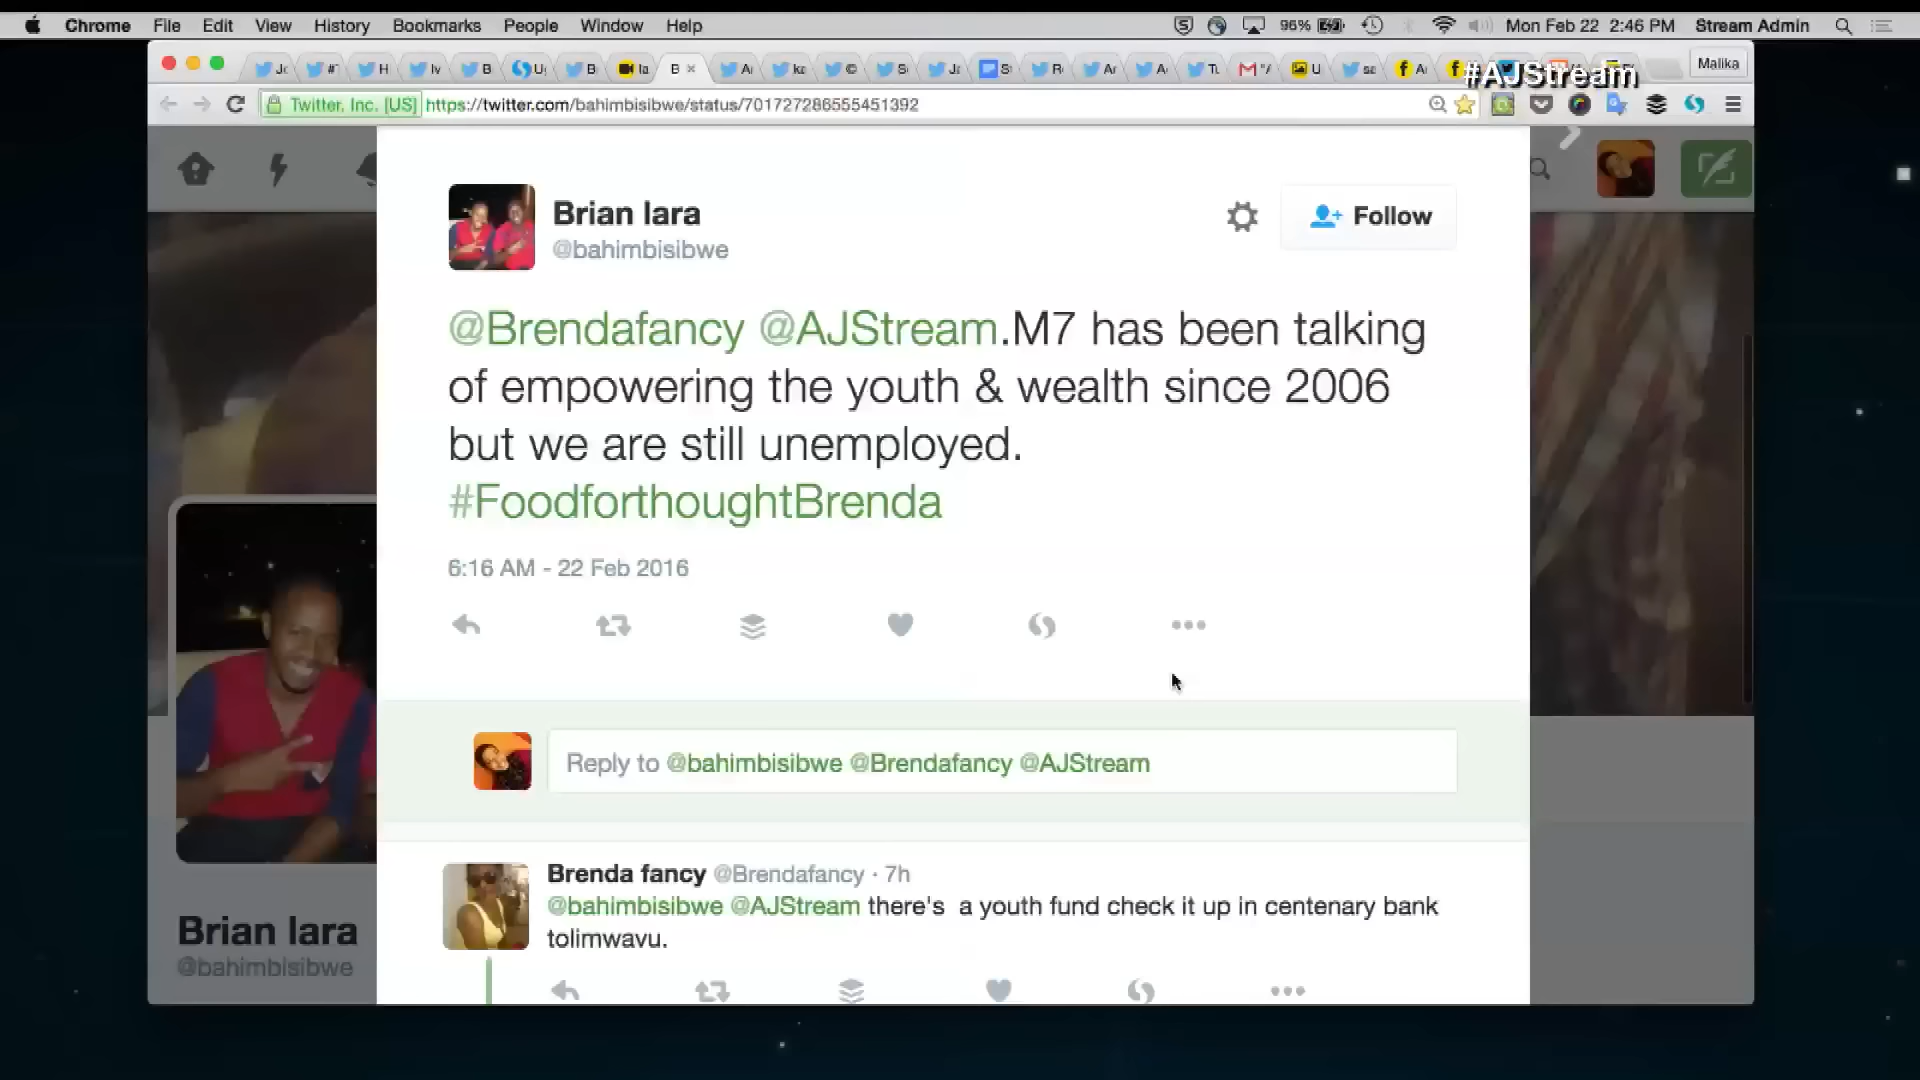 Chrome File Edit View History Bookmarks People Window Help 96% Mon Feb 22 2:46 PM Stream Admin
#AJStream
Malika
Twitter, Inc. [US] https://twitter.com/bahimbisibwe/status/701727286555451392
Brian lara
@bahimbisibwe
Follow
@Brendafancy @AJStream.M7 has been talking
of empowering the youth & wealth since 2006
but we are still unemployed.
#FoodforthoughtBrenda
6:16 AM - 22 Feb 2016
Reply to @bahimbisibwe @Brendafancy @AJStream
Brenda fancy @Brendafancy · 7h
@bahimbisibwe @AJStream there's a youth fund check it up in centenary bank
tolimwavu.
Brian lara
@bahimbisibwe